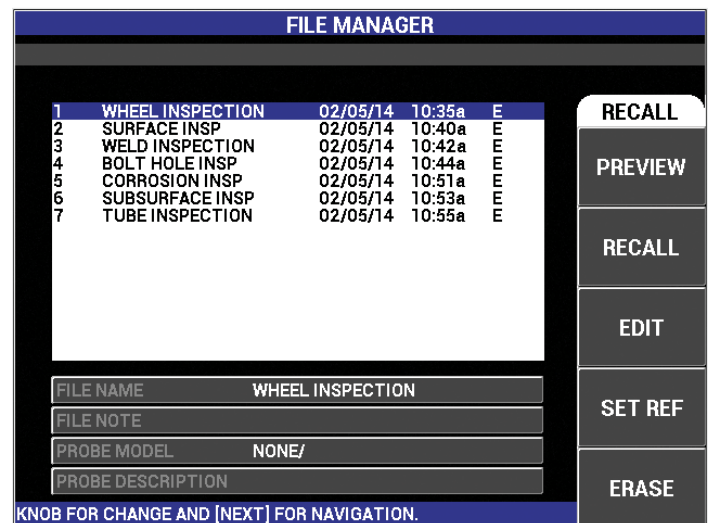 FILE MANAGER
1 WHEEL INSPECTION 02/05/14 10:35a E
2 SURFACE INSP 02/05/14 10:40a E
3 WELD INSPECTION 02/05/14 10:42a E
4 BOLT HOLE INSP 02/05/14 10:44a E
5 CORROSION INSP 02/05/14 10:51a E
6 SUBSURFACE INSP 02/05/14 10:53a E
7 TUBE INSPECTION 02/05/14 10:55a E
FILE NAME WHEEL INSPECTION
FILE NOTE
PROBE MODEL NONE/
PROBE DESCRIPTION
KNOB FOR CHANGE AND [NEXT] FOR NAVIGATION.
RECALL
PREVIEW
RECALL
EDIT
SET REF
ERASE